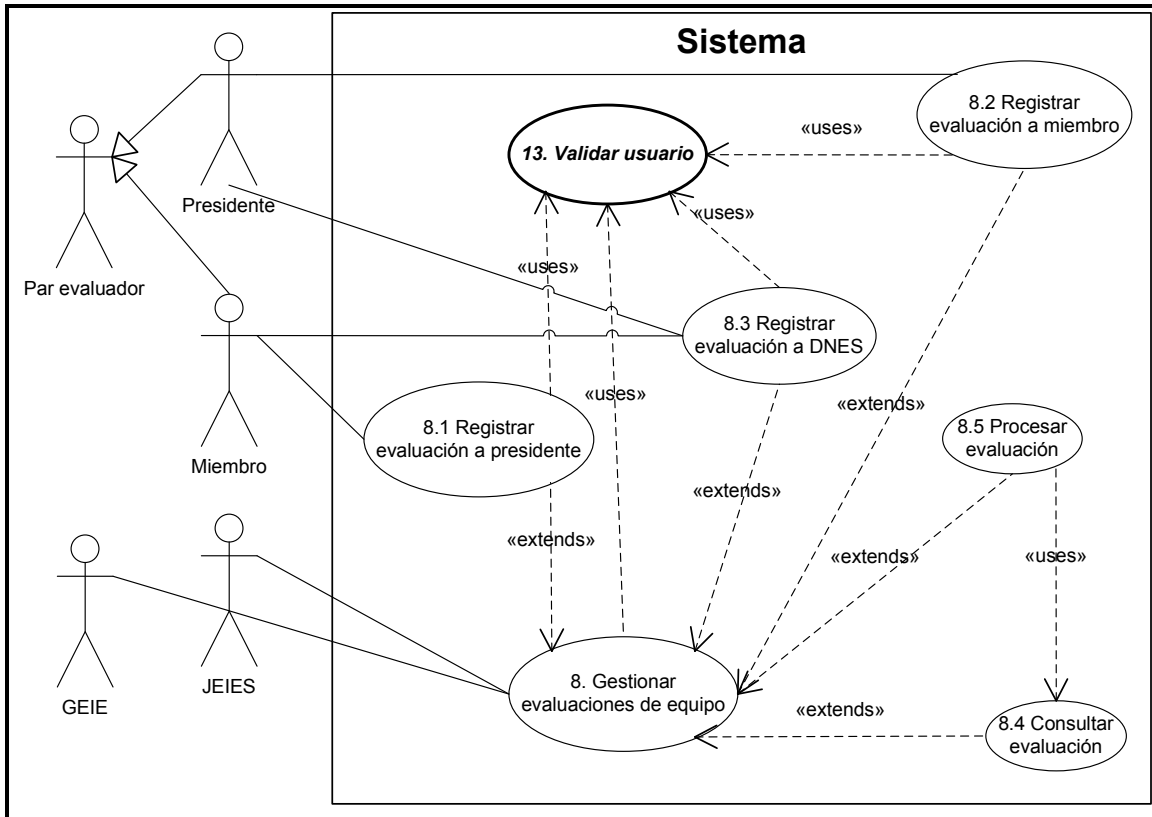 Sistema
8.2 Registrar
evaluación a miembro
«uses»
13. Validar usuario
Presidente
«uses»
Par evaluador
«uses»
8.3 Registrar
evaluación a DNES
«uses»
«extends»
8.1 Registrar
evaluación a presidente
8.5 Procesar
evaluación
Miembro
«extends»
«extends»
«extends»
«uses»
8. Gestionar
evaluaciones de equipo
JEIES
GEIE
«extends»
8.4 Consultar
evaluación